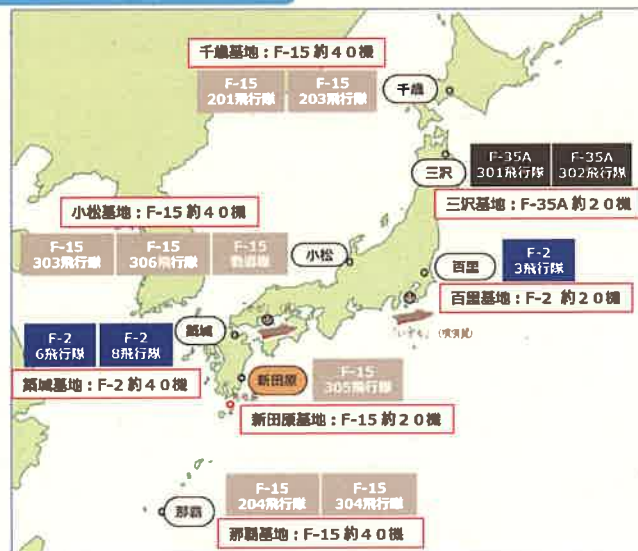 千歳基地：F-15 約４０機
F-15
201飛行隊
F-15
203飛行隊
千歳
三沢
F-35A
301飛行隊
F-35A
302飛行隊
三沢基地：F-35A 約２０機
小松基地：F-15 約４０機
F-15
303飛行隊
F-15
306飛行隊
F-15
小松
百里
F-2
3飛行隊
百里基地：F-2 約２０機
築城
F-2
6飛行隊
F-2
8飛行隊
築城基地：F-2 約４０機
「いずも」（横須賀）
新田原
F-15
305飛行隊
新田原基地：F-15 約２０機
那覇
F-15
204飛行隊
F-15
304飛行隊
那覇基地：F-15 約４０機